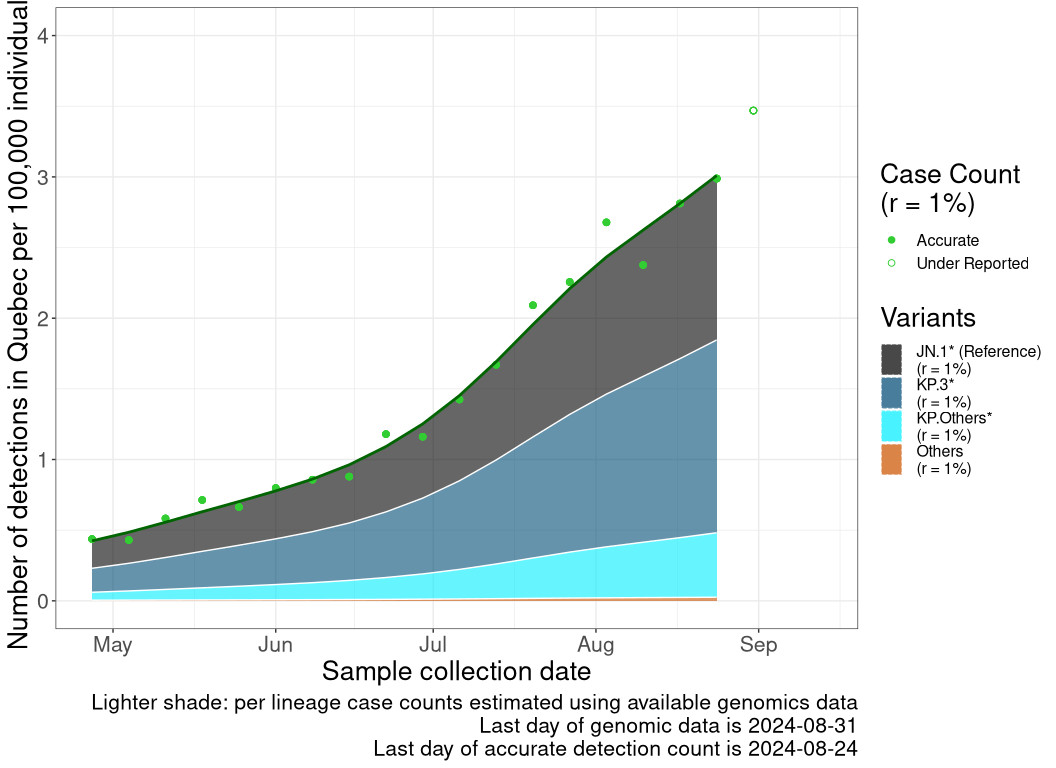 Number of detections in Quebec per 100,000 individual
4
3
2
1
0
May
Jun
Jul
Aug
Sep
Sample collection date
Lighter shade: per lineage case counts estimated using available genomics data
Last day of genomic data is 2024-08-31
Last day of accurate detection count is 2024-08-24
Case Count
(r = 1%)
Accurate
Under Reported
Variants
JN.1* (Reference)
(r = 1%)
KP.3*
(r = 1%)
KP.Others*
(r = 1%)
Others
(r = 1%)